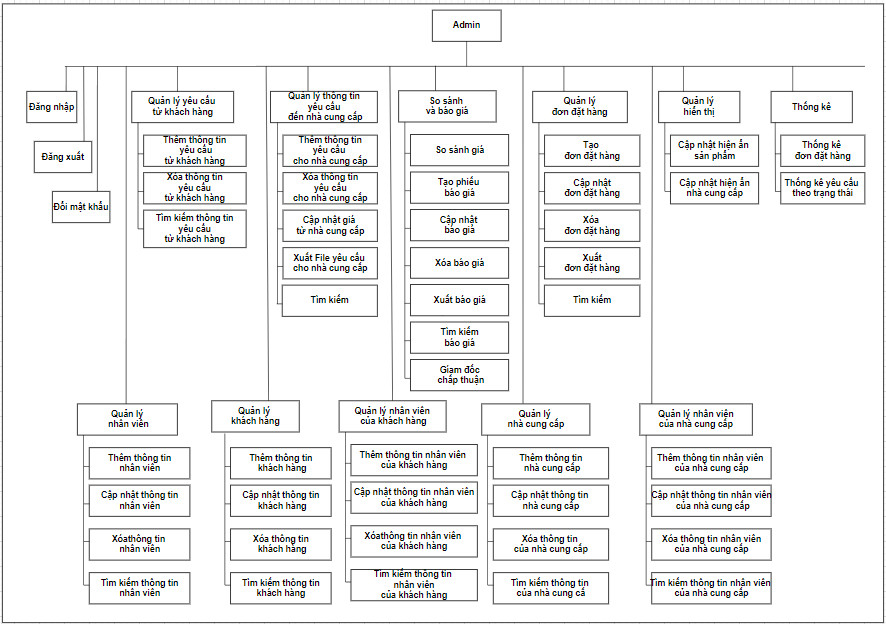 Admin
Đăng nhập
Đăng xuất
Đổi mật khẩu
Quản lý yêu cầu
từ khách hàng
Thêm thông tin
yêu cầu
từ khách hàng
Xóa thông tin
yêu cầu
từ khách hàng
Tìm kiếm thông tin
yêu cầu
từ khách hàng
Quản lý thông tin
yêu cầu
đến nhà cung cấp
Thêm thông tin
yêu cầu
cho nhà cung cấp
Xóa thông tin
yêu cầu
cho nhà cung cấp
Cập nhật giá
từ nhà cung cấp
Xuất File yêu cầu
cho nhà cung cấp
Tìm kiếm
So sánh
và báo giá
So sánh giá
Tạo phiếu
báo giá
Cập nhật
báo giá
Xóa báo giá
Xuất báo giá
Tìm kiếm
báo giá
Giám đốc
chấp thuận
Quản lý
đơn đặt hàng
Tạo
đơn đặt hàng
Cập nhật
đơn đặt hàng
Xóa
đơn đặt hàng
Xuất
đơn đặt hàng
Tìm kiếm
Quản lý
hiển thị
Cập nhật hiện ẩn
sản phẩm
Cập nhật hiện ẩn
nhà cung cấp
Thống kê
Thống kê
đơn đặt hàng
Thống kê yêu cầu
theo trạng thái
Quản lý
nhân viên
Thêm thông tin
nhân viên
Cập nhật thông tin
nhân viên
Xóathông tin
nhân viên
Tìm kiếm thông tin
nhân viên
Quản lý
khách hàng
Thêm thông tin
khách hàng
Cập nhật thông tin
khách hàng
Xóa thông tin
khách hàng
Tìm kiếm thông tin
khách hàng
Quản lý nhân viên
của khách hàng
Thêm thông tin nhân viên
của khách hàng
Cập nhật thông tin nhân viên
của khách hàng
Xóathông tin nhân viên
của khách hàng
Tìm kiếm thông tin
nhân viên
của khách hàng
Quản lý
nhà cung cấp
Thêm thông tin
nhà cung cấp
Cập nhật thông tin
nhà cung cấp
Xóa thông tin
của nhà cung cấp
Tìm kiếm thông tin
của nhà cung cấ
Quản lý nhân viên
của nhà cung cấp
Thêm thông tin nhân viên
của nhà cung cấp
Cập nhật thông tin nhân viên
của nhà cung cấp
Xóa thông tin nhân viên
của nhà cung cấp
Tìm kiếm thông tin nhân viên
của nhà cung cấp